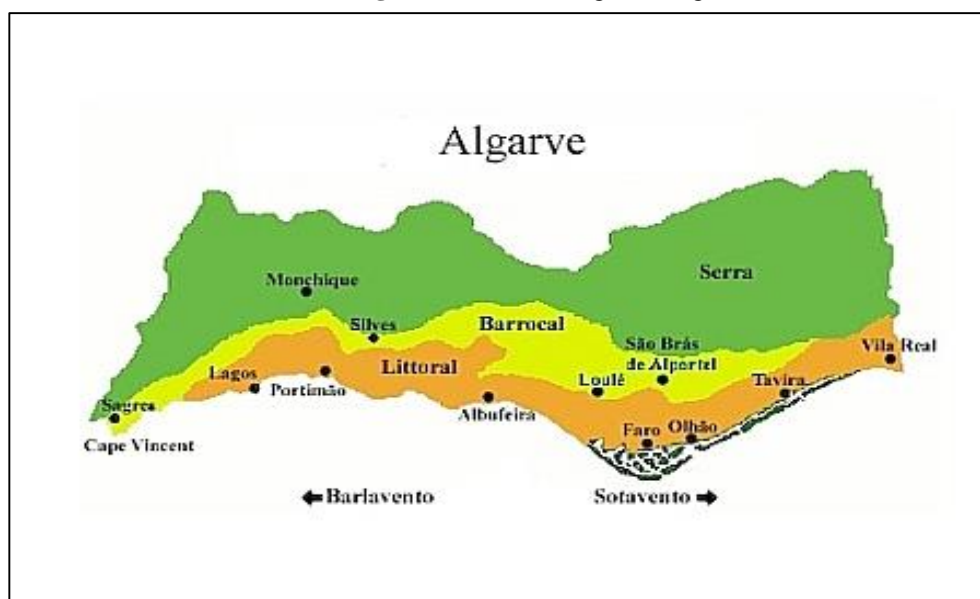 Algarve
Serra
Monchique
Barrocal
Silves
São Brás
de Alportel
Vila Real
Littoral
Lagos
Portimão
Loulé
Tavira
Sagres
Albufeira
Faro
Olhão
Cape Vincent
Barlavento
Sotavento